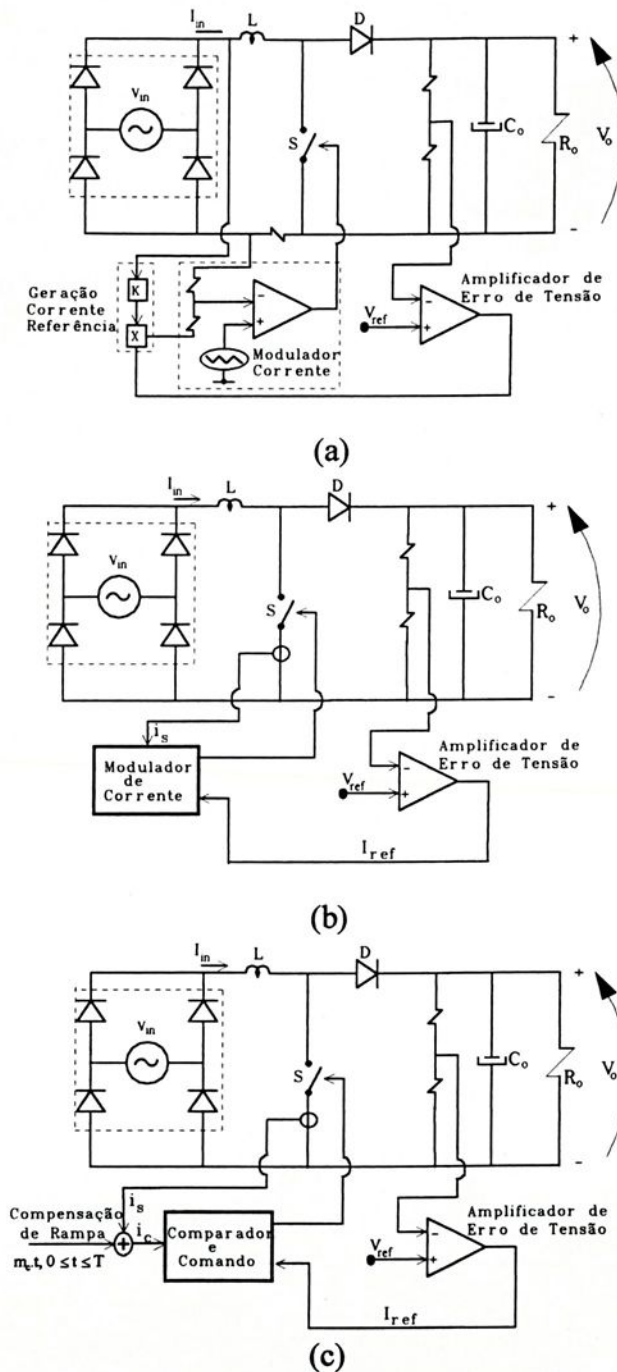 I_in
L
D
+
V_in
S
C_o
R_o
V_o
-
Geração
Corrente
Referência
K
X
-
+
Modulador
Corrente
Amplificador de
Erro de Tensão
V_ref
-
+
(a)
I_in
L
D
+
V_in
S
C_o
R_o
V_o
-
i_s
Modulador
de
Corrente
Amplificador de
Erro de Tensão
V_ref
-
+
I_ref
(b)
I_in
L
D
+
V_in
S
C_o
R_o
V_o
-
Compensação
de Rampa
m_c.t, 0 ≤ t ≤ T
i_s
+
i_c
Comparador
e
Comando
Amplificador de
Erro de Tensão
V_ref
-
+
I_ref
(c)